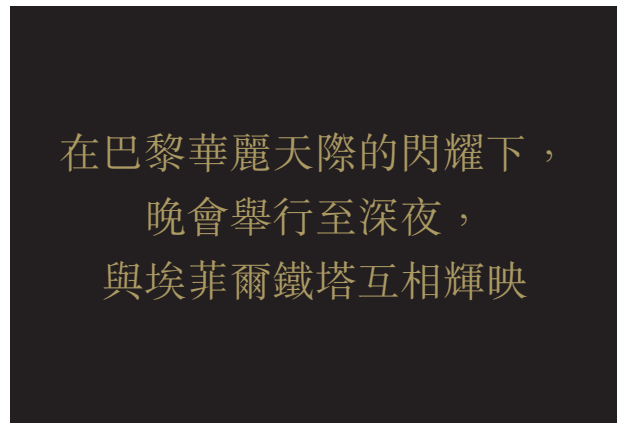 在巴黎華麗天際的閃耀下，
晚會舉行至深夜，
與埃菲爾鐵塔互相輝映